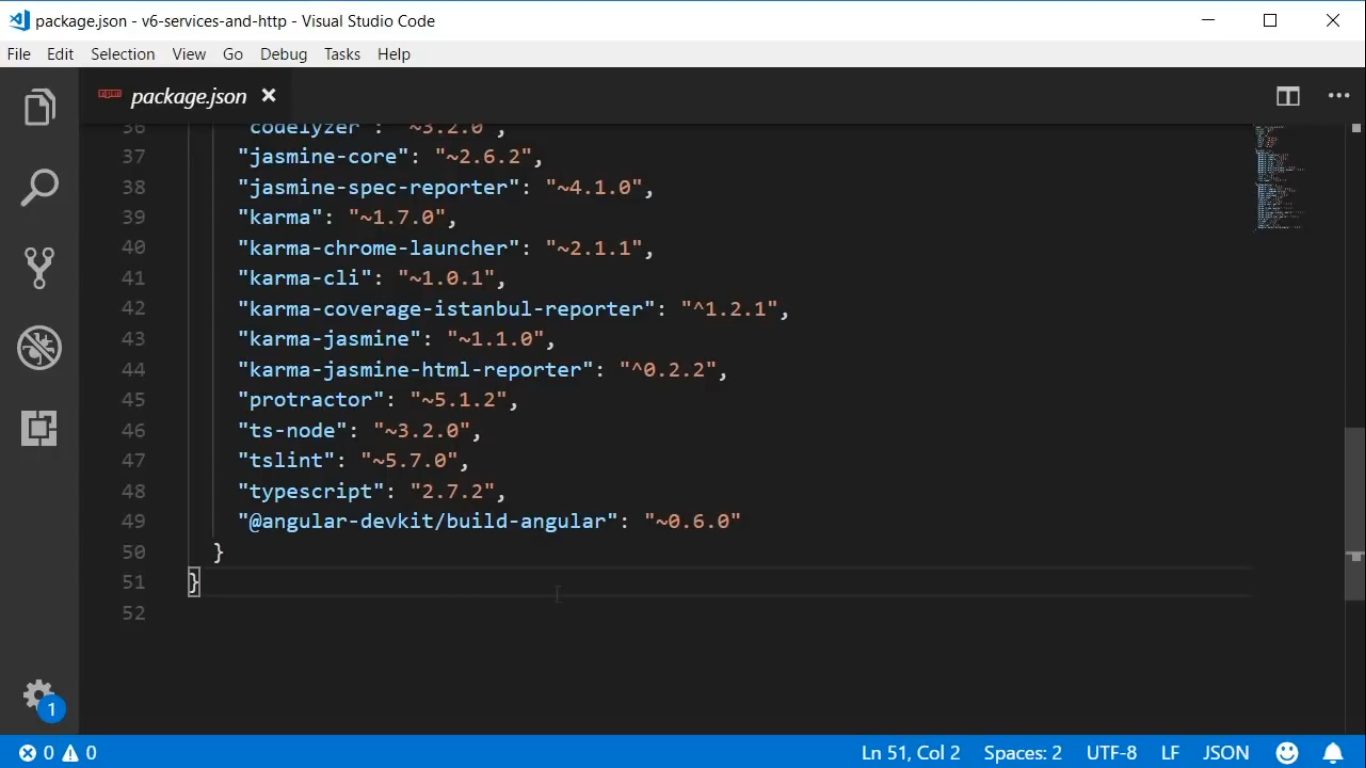 package.json - v6-services-and-http - Visual Studio Code
File Edit Selection View Go Debug Tasks Help
package.json
36 "codelyzer": "~3.2.0",
37 "jasmine-core": "~2.6.2",
38 "jasmine-spec-reporter": "~4.1.0",
39 "karma": "~1.7.0",
40 "karma-chrome-launcher": "~2.1.1",
41 "karma-cli": "~1.0.1",
42 "karma-coverage-istanbul-reporter": "^1.2.1",
43 "karma-jasmine": "~1.1.0",
44 "karma-jasmine-html-reporter": "^0.2.2",
45 "protractor": "~5.1.2",
46 "ts-node": "~3.2.0",
47 "tslint": "~5.7.0",
48 "typescript": "2.7.2",
49 "@angular-devkit/build-angular": "~0.6.0"
50 }
51 }
52
1
0 0 Ln 51, Col 2 Spaces: 2 UTF-8 LF JSON